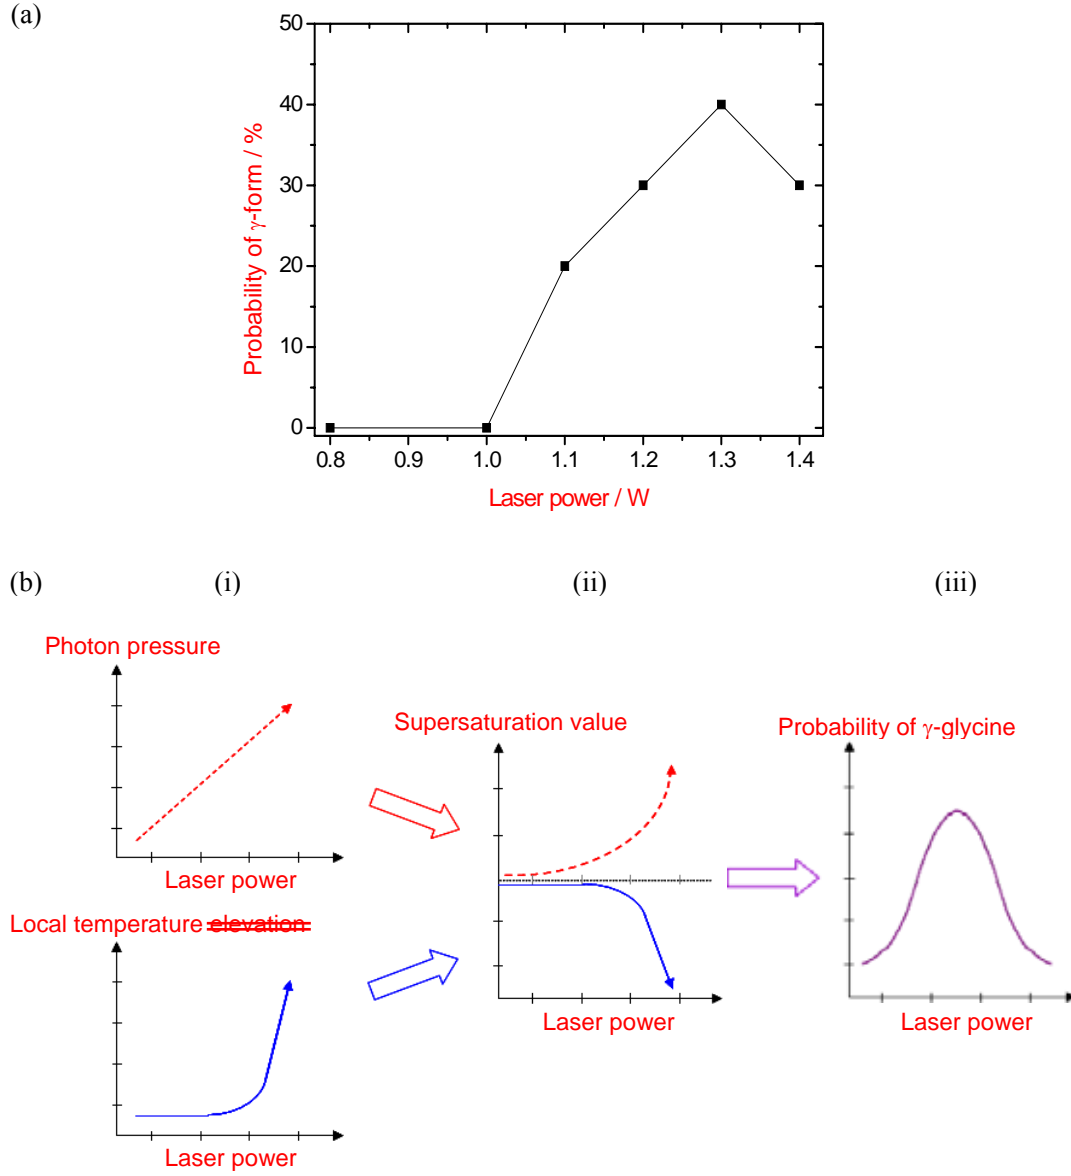 (a)
50
40
30
20
10
0
Probability of γ-form / %
0.8 0.9 1.0 1.1 1.2 1.3 1.4
Laser power / W
(b) (i) (ii) (iii)
Photon pressure
Laser power
Local temperature elevation
Laser power
Supersaturation value
Laser power
Probability of γ-glycine
Laser power